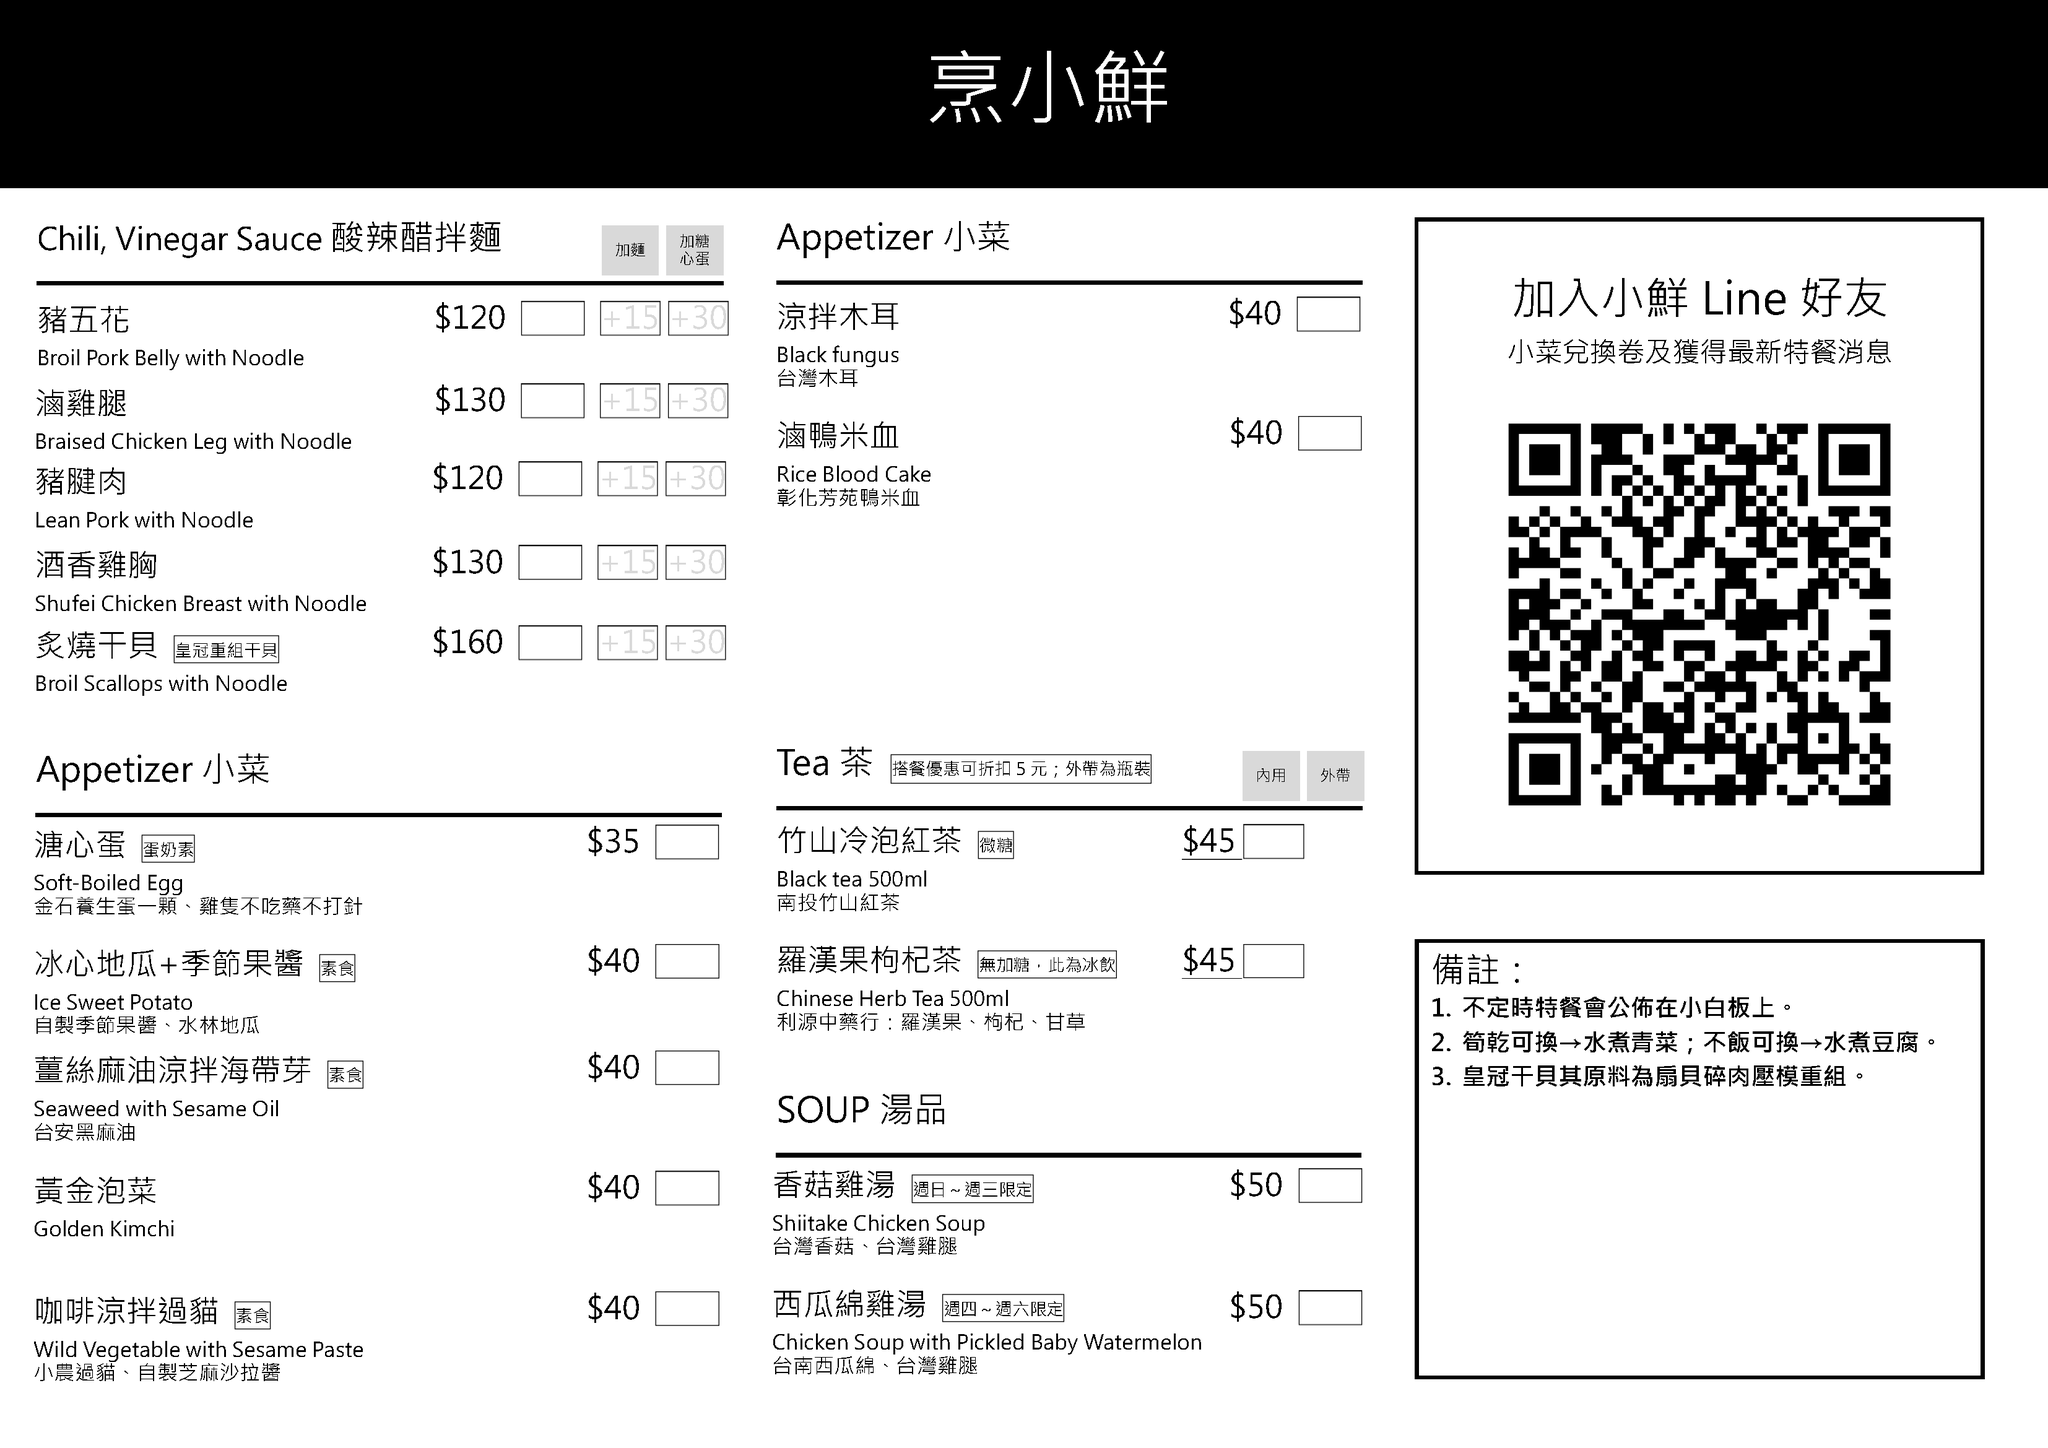 烹小鮮
Chili, Vinegar Sauce 酸辣醋拌麵
加麵
加糖
心蛋
豬五花 $120 +15 +30
Broil Pork Belly with Noodle
滷雞腿 $130 +15 +30
Braised Chicken Leg with Noodle
豬腱肉 $120 +15 +30
Lean Pork with Noodle
酒香雞胸 $130 +15 +30
Shufei Chicken Breast with Noodle
炙燒干貝 皇冠重組干貝 $160 +15 +30
Broil Scallops with Noodle
Appetizer 小菜
溏心蛋 蛋奶素 $35
Soft-Boiled Egg
金石養生蛋一顆、雞隻不吃藥不打針
冰心地瓜+季節果醬 素食 $40
Ice Sweet Potato
自製季節果醬、水林地瓜
薑絲麻油涼拌海帶芽 素食 $40
Seaweed with Sesame Oil
台安黑麻油
黃金泡菜 $40
Golden Kimchi
咖啡涼拌過貓 素食 $40
Wild Vegetable with Sesame Paste
小農過貓、自製芝麻沙拉醬
Appetizer 小菜
涼拌木耳 $40
Black fungus
台灣木耳
滷鴨米血 $40
Rice Blood Cake
彰化芳苑鴨米血
Tea 茶 搭餐優惠可折扣 5 元；外帶為瓶裝
內用 外帶
竹山冷泡紅茶 微糖 $45
Black tea 500ml
南投竹山紅茶
羅漢果枸杞茶 無加糖，此為冰飲 $45
Chinese Herb Tea 500ml
利源中藥行：羅漢果、枸杞、甘草
SOUP 湯品
香菇雞湯 週日~週三限定 $50
Shiitake Chicken Soup
台灣香菇、台灣雞腿
西瓜綿雞湯 週四~週六限定 $50
Chicken Soup with Pickled Baby Watermelon
台南西瓜綿、台灣雞腿
加入小鮮 Line 好友
小菜兌換卷及獲得最新特餐消息
備註：
1. 不定時特餐會公佈在小白板上。
2. 筍乾可換→水煮青菜；不飯可換→水煮豆腐。
3. 皇冠干貝其原料為扇貝碎肉壓模重組。